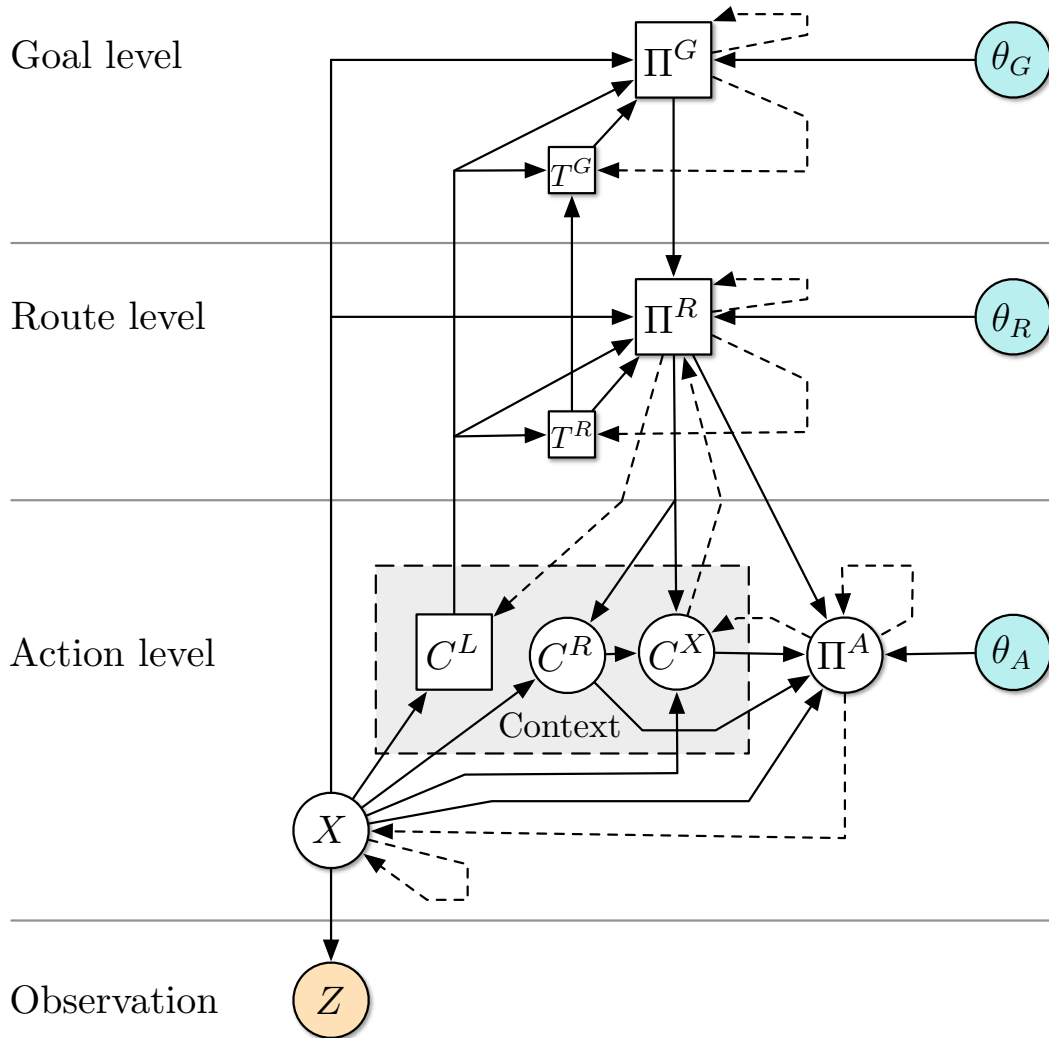 Goal level
Π^G
θ_G
T^G
Route level
Π^R
θ_R
T^R
Action level
C^L
C^R
C^X
Π^A
θ_A
Context
X
Observation
Z